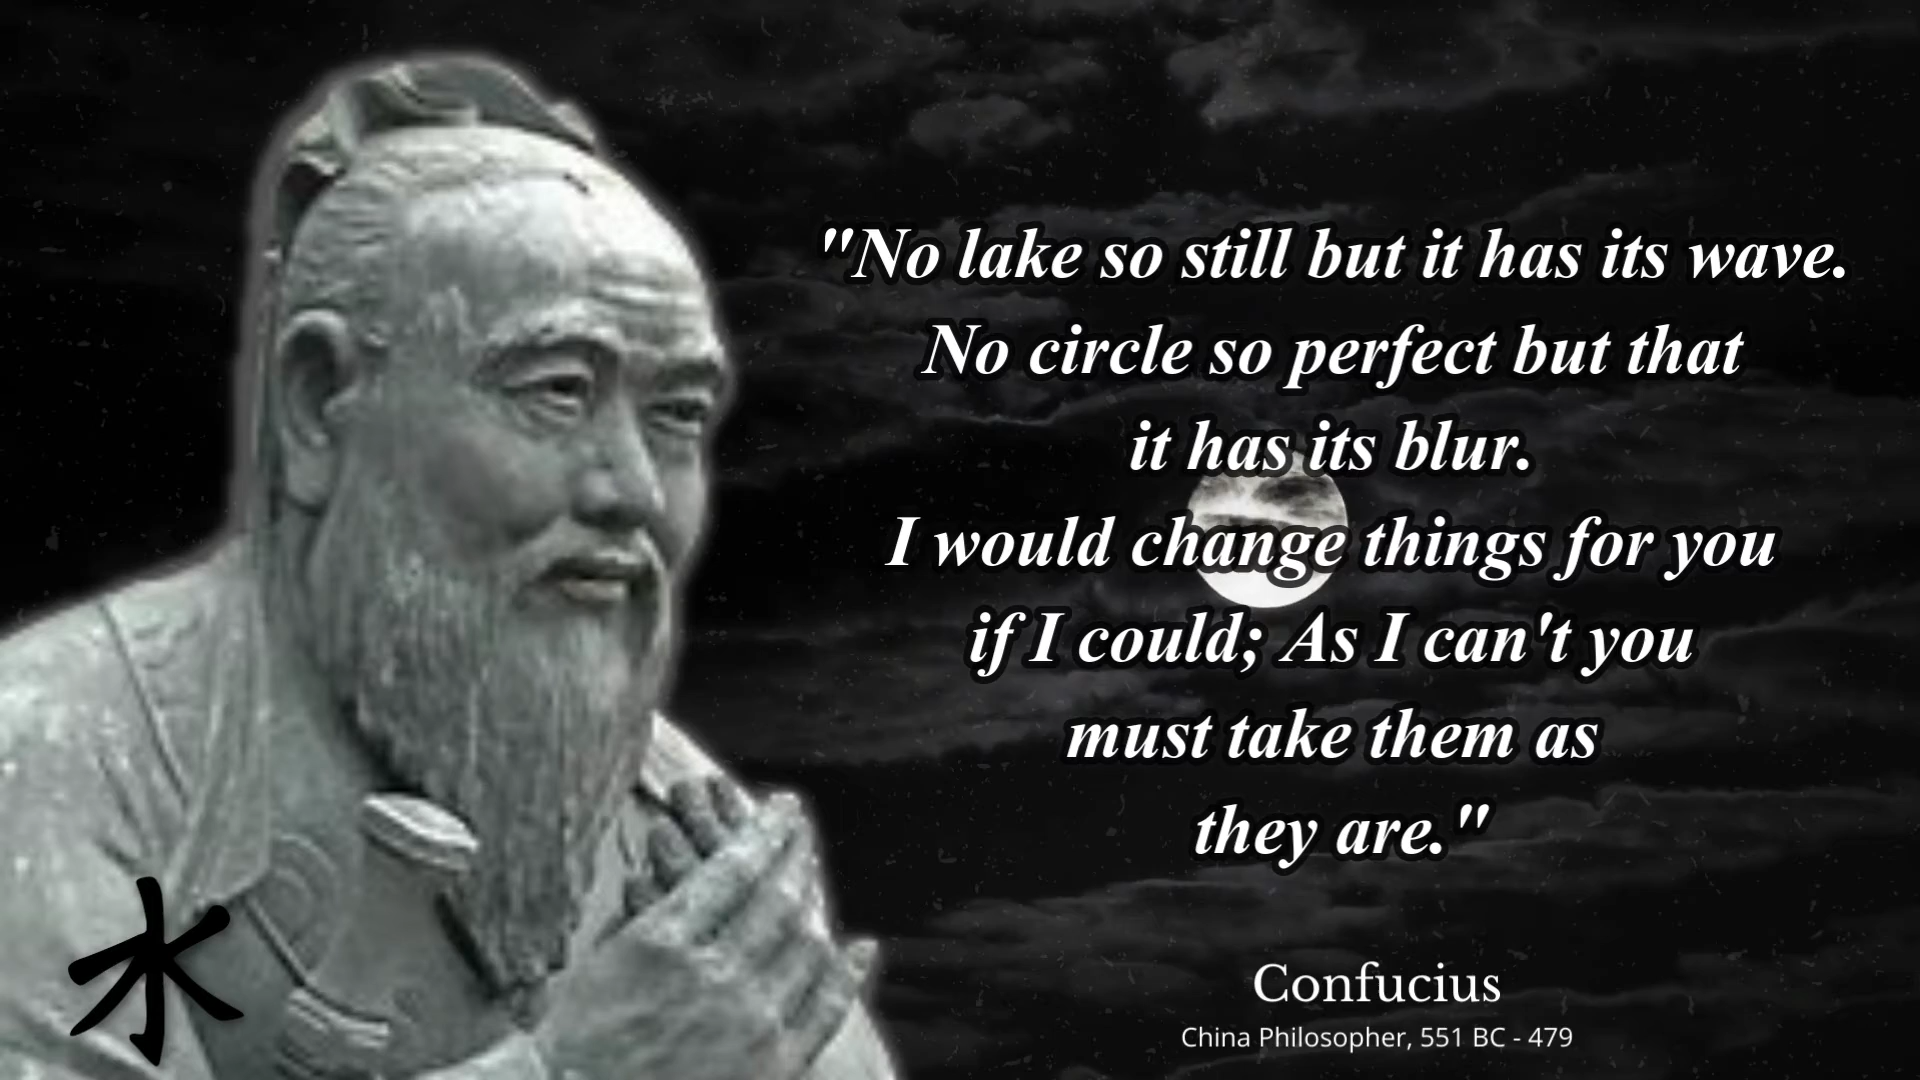 "No lake so still but it has its wave.
No circle so perfect but that
it has its blur.
I would change things for you
if I could; As I can't you
must take them as
they are."
Confucius
China Philosopher, 551 BC - 479
水